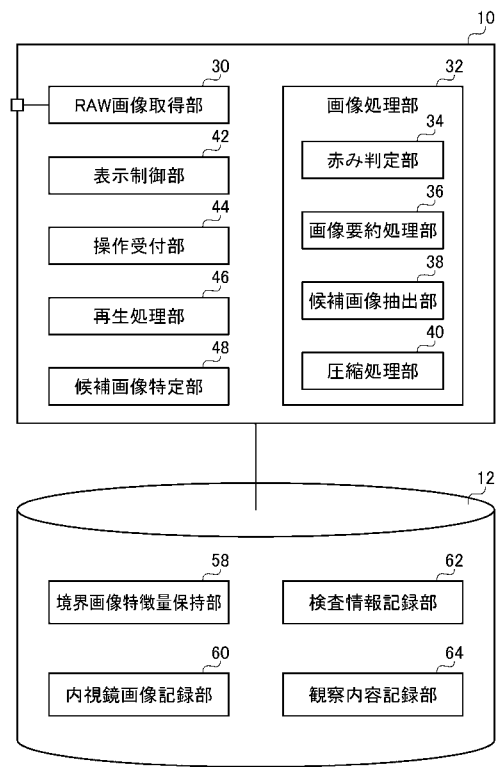 10
30
RAW画像取得部
42
表示制御部
44
操作受付部
46
再生処理部
48
候補画像特定部
32
画像処理部
34
赤み判定部
36
画像要約処理部
38
候補画像抽出部
40
圧縮処理部
12
58
境界画像特徴量保持部
62
検査情報記録部
60
内視鏡画像記録部
64
観察内容記録部